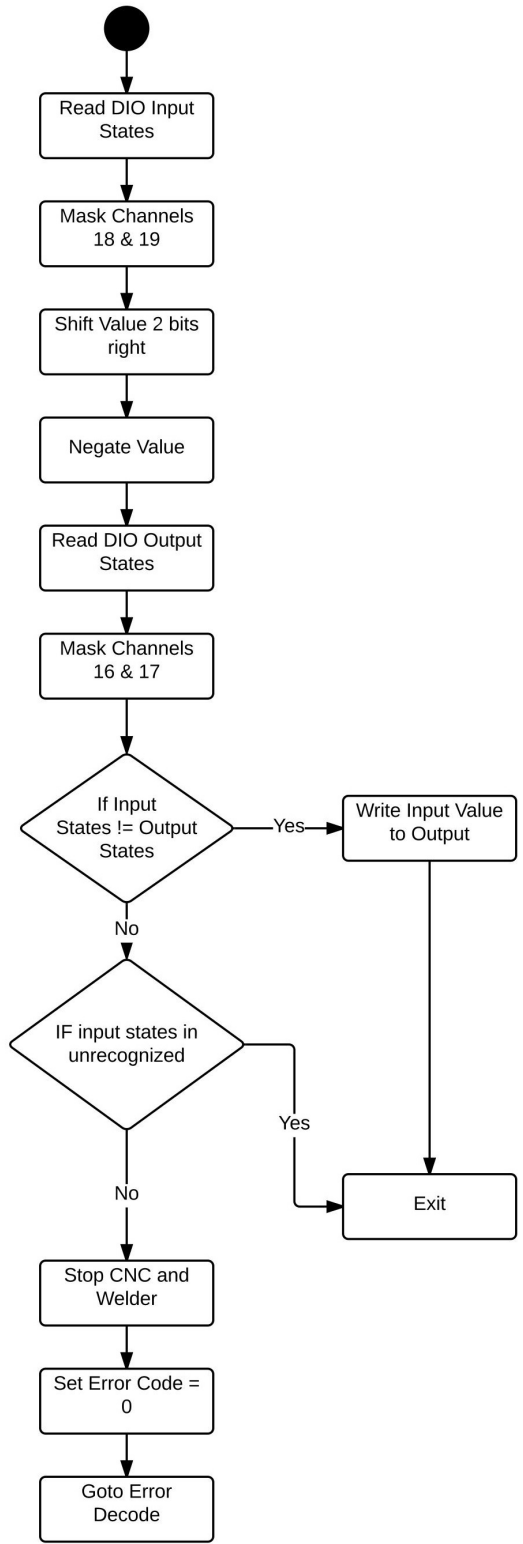 Read DIO Input
States
Mask Channels
18 & 19
Shift Value 2 bits
right
Negate Value
Read DIO Output
States
Mask Channels
16 & 17
If Input
States != Output
States
Yes
Write Input Value
to Output
No
IF input states in
unrecognized
Yes
No
Exit
Stop CNC and
Welder
Set Error Code =
0
Goto Error
Decode